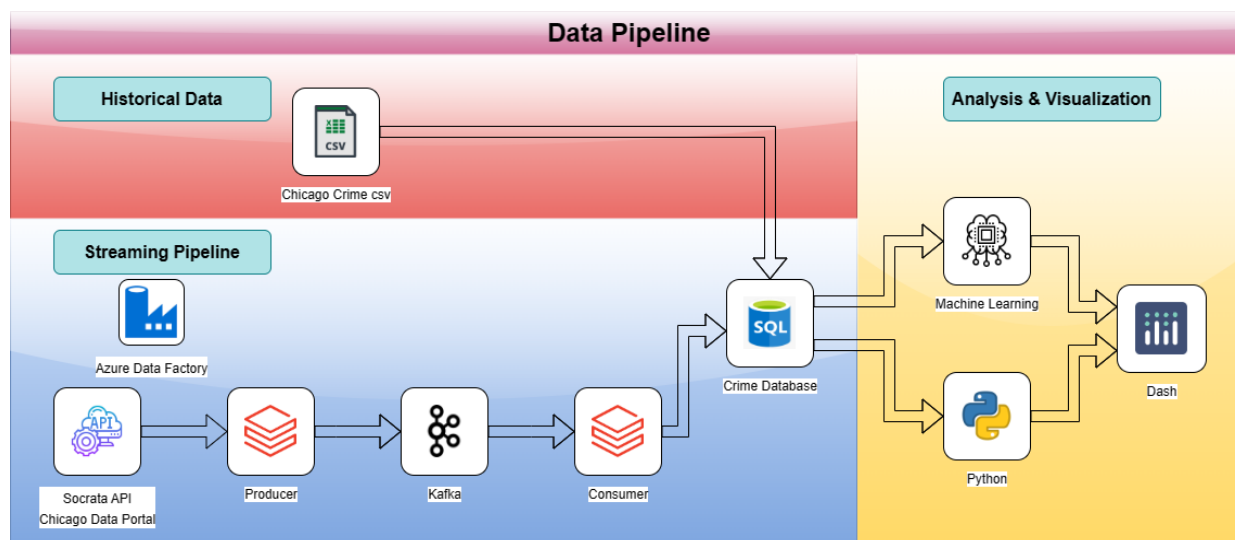 Data Pipeline
Historical Data
Analysis & Visualization
CSV
Chicago Crime csv
Streaming Pipeline
Machine Learning
Azure Data Factory
SQL
Crime Database
Dash
API
Socrata API
Chicago Data Portal
Producer
Kafka
Consumer
Python